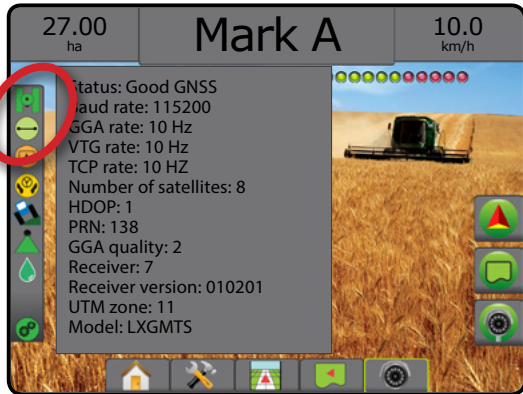 27.00
ha
Mark A
10.0
km/h
Status: Good GNSS
Baud rate: 115200
GGA rate: 10 Hz
VTG rate: 10 Hz
TCP rate: 10 HZ
Number of satellites: 8
HDOP: 1
PRN: 138
GGA quality: 2
Receiver: 7
Receiver version: 010201
UTM zone: 11
Model: LXGMTS